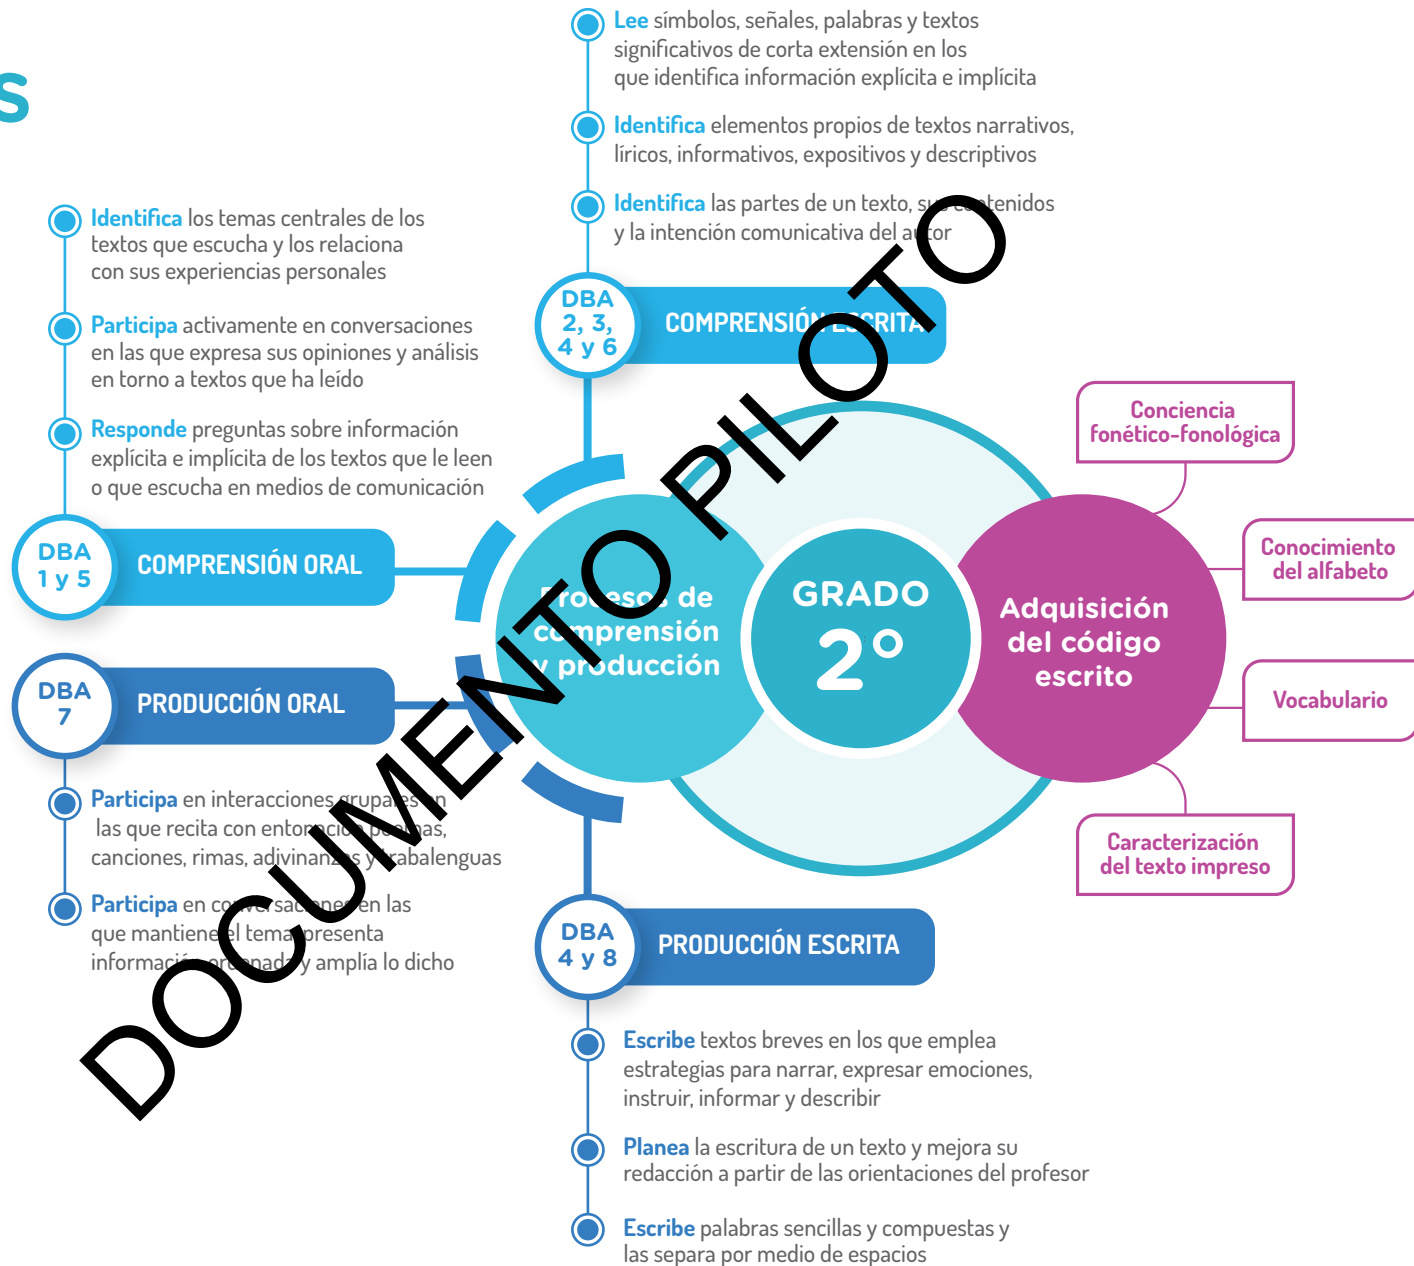 s
Lee símbolos, señales, palabras y textos
significativos de corta extensión en los
que identifica información explícita e implícita
Identifica elementos propios de textos narrativos,
líricos, informativos, expositivos y descriptivos
Identifica las partes de un texto, sus contenidos
y la intención comunicativa del autor
DBA
2, 3,
4 y 6
COMPRENSIÓN ESCRITA
Identifica los temas centrales de los
textos que escucha y los relaciona
con sus experiencias personales
Participa activamente en conversaciones
en las que expresa sus opiniones y análisis
en torno a textos que ha leído
Responde preguntas sobre información
explícita e implícita de los textos que le leen
o que escucha en medios de comunicación
DBA
1 y 5
COMPRENSIÓN ORAL
DBA
7
PRODUCCIÓN ORAL
Participa en interacciones grupales en
las que recita con entonación poemas,
canciones, rimas, adivinanzas y trabalenguas
Participa en conversaciones en las
que mantiene el tema, presenta
información ordenada y amplía lo dicho
Procesos de
comprensión
y producción
GRADO
2°
Adquisición
del código
escrito
Conciencia
fonético-fonológica
Conocimiento
del alfabeto
Vocabulario
Caracterización
del texto impreso
DBA
4 y 8
PRODUCCIÓN ESCRITA
Escribe textos breves en los que emplea
estrategias para narrar, expresar emociones,
instruir, informar y describir
Planea la escritura de un texto y mejora su
redacción a partir de las orientaciones del profesor
Escribe palabras sencillas y compuestas y
las separa por medio de espacios
DOCUMENTO PILOTO